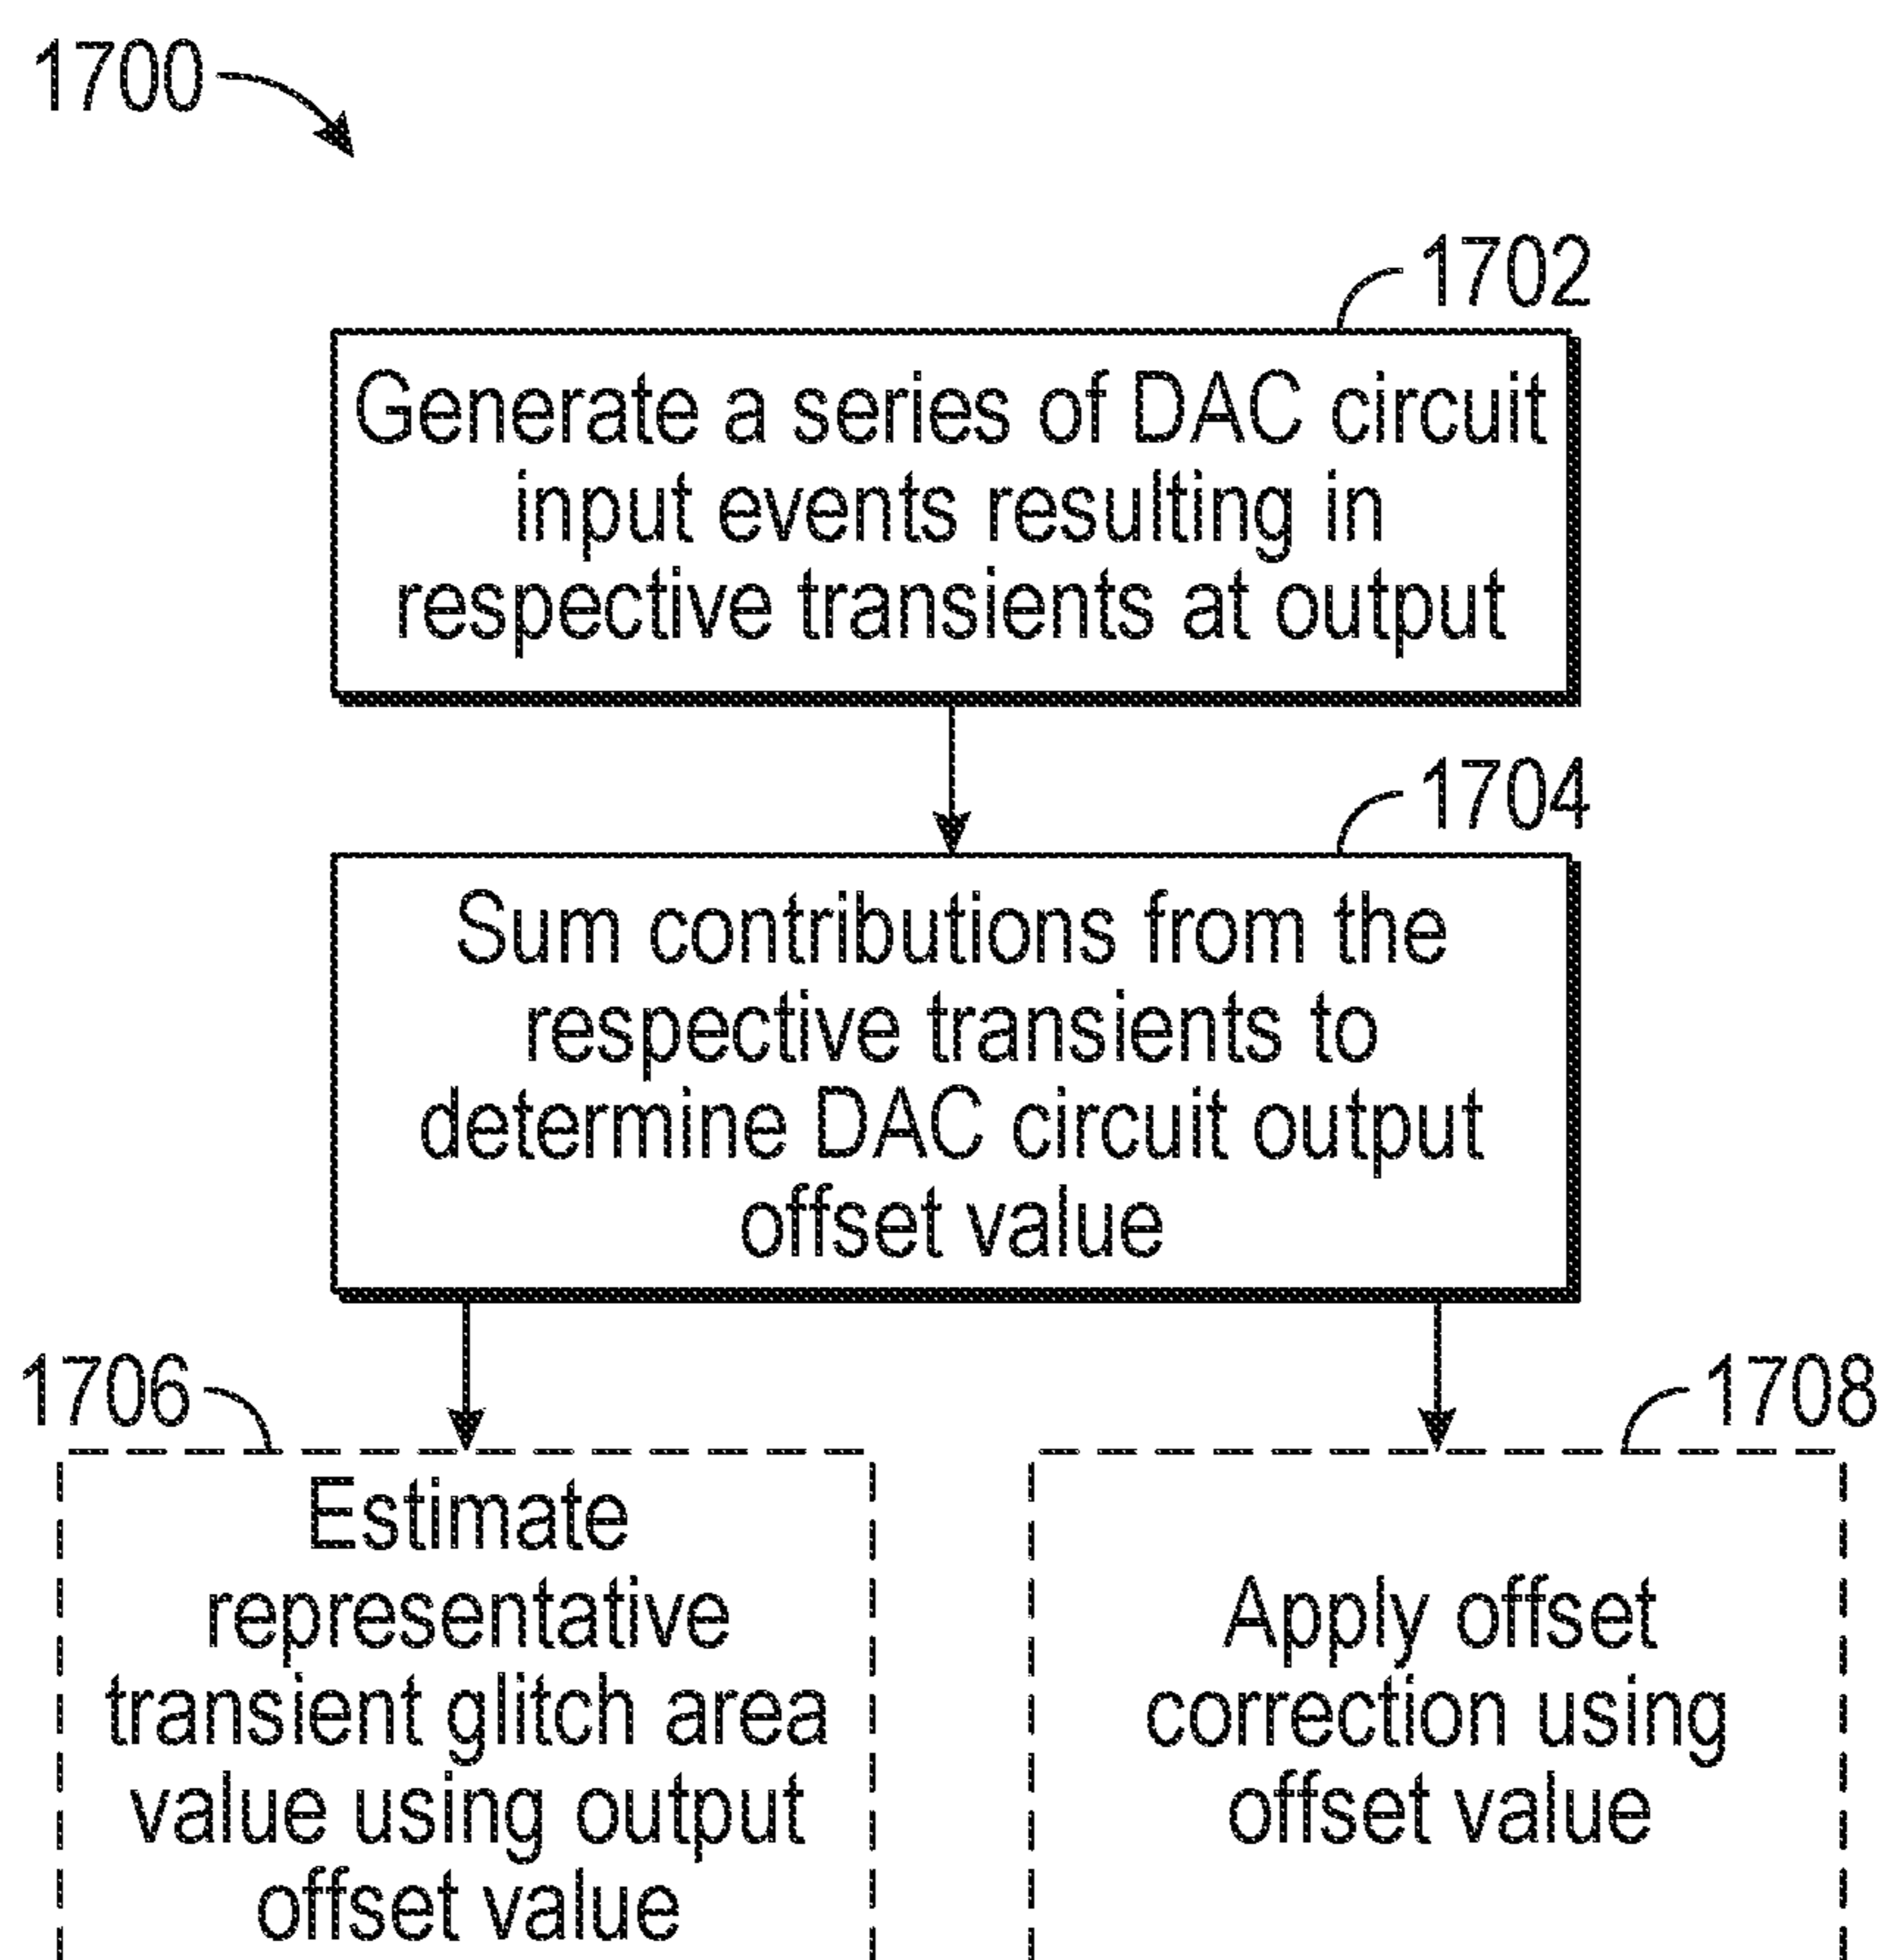 1700
1702
Generate a series of DAC circuit
input events resulting in
respective transients at output
1704
Sum contributions from the
respective transients to
determine DAC circuit output
offset value
1706
Estimate
representative
transient glitch area
value using output
offset value
1708
Apply offset
correction using
offset value